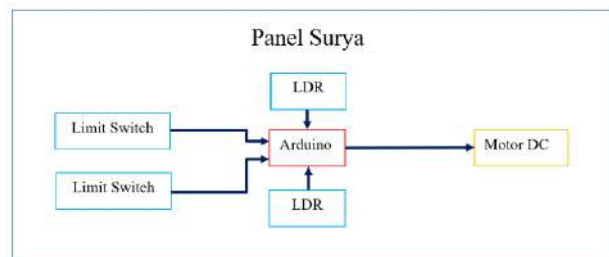 Panel Surya
LDR
Limit Switch
Arduino
Motor DC
Limit Switch
LDR